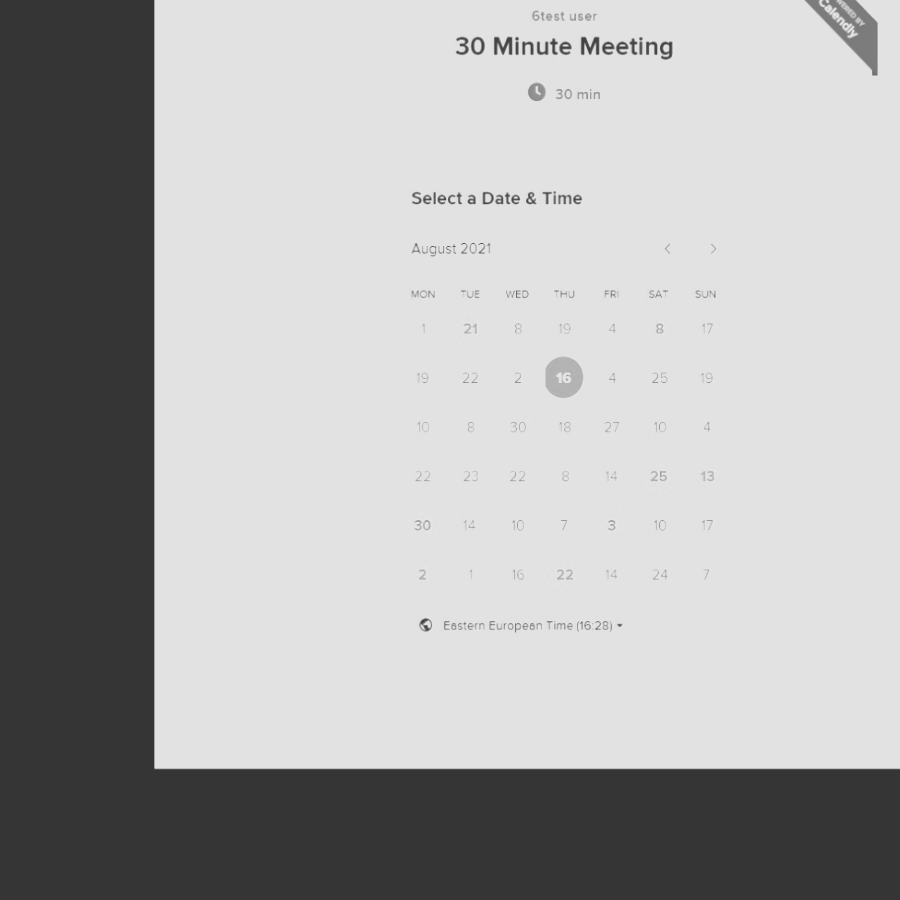 6test user
30 Minute Meeting
30 min
Calendly
Select a Date & Time
August 2021
MON TUE WED THU FRI SAT SUN
1 21 8 19 4 8 17
19 22 2 16 4 25 19
10 8 30 18 27 10 4
22 23 22 8 14 25 13
30 14 10 7 3 10 17
2 1 16 22 14 24 7
Eastern European Time (16:28)